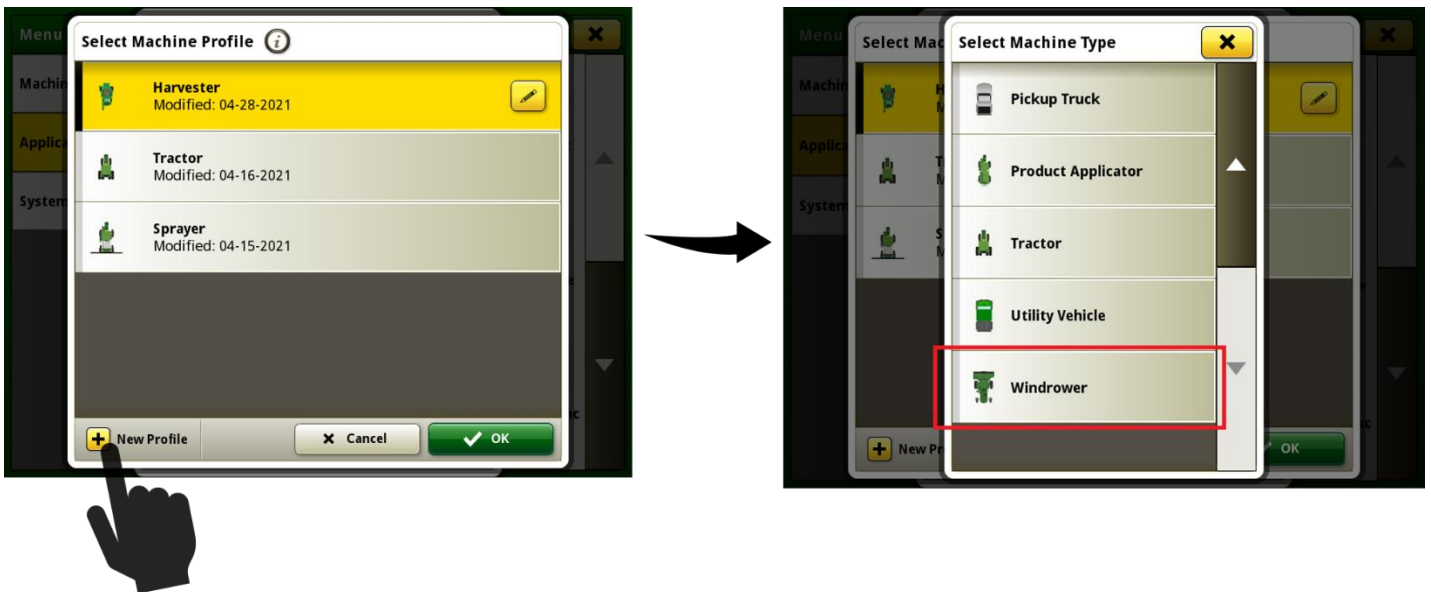 Menu
Select Machine Profile i
Machin
Harvester
Modified: 04-28-2021
Applica
Tractor
Modified: 04-16-2021
System
Sprayer
Modified: 04-15-2021
New Profile
Cancel
OK
Menu
Select Mac
Select Machine Type
Machin
Pickup Truck
Applica
Product Applicator
System
Tractor
Utility Vehicle
Windrower
New Pr
OK